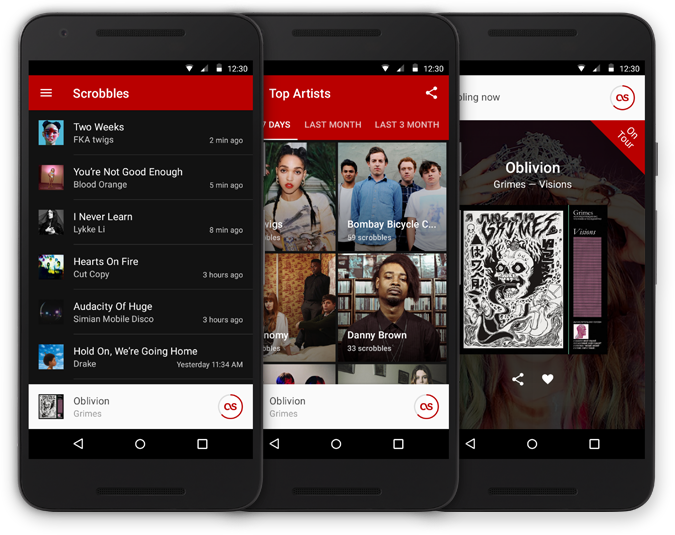 12:30
Scrobbles
Two Weeks
FKA twigs
2 min ago
You're Not Good Enough
Blood Orange
5 min ago
I Never Learn
Lykke Li
8 min ago
Hearts On Fire
Cut Copy
3 hours ago
Audacity Of Huge
Simian Mobile Disco
3 hours ago
Hold On, We're Going Home
Drake
Yesterday 11:34 AM
Oblivion
Grimes
12:30
Top Artists
7 DAYS
LAST MONTH
LAST 3 MONTH
wigs
bbles
Bombay Bicycle C...
59 scrobbles
nomy
bbles
Danny Brown
33 scrobbles
Oblivion
Grimes
12:30
bling now
On
Tour
Oblivion
Grimes — Visions
GRIMES
Grimes
Visions